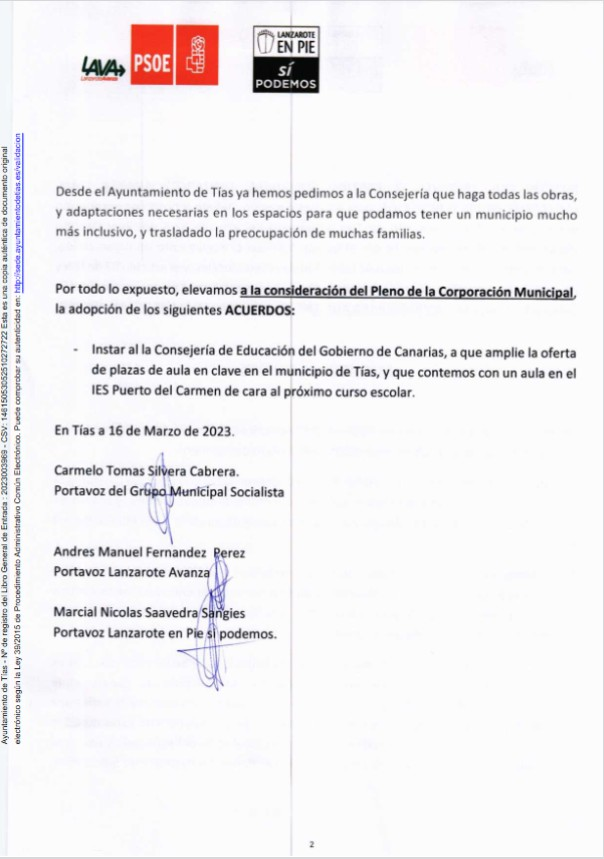 LAVA
LANZAROTE AVANZA
PSOE
LANZAROTE
EN PIE
SÍ
PODEMOS
Desde el Ayuntamiento de Tías ya hemos pedimos a la Consejería que haga todas las obras,
y adaptaciones necesarias en los espacios para que podamos tener un municipio mucho
más inclusivo, y trasladado la preocupación de muchas familias.
Por todo lo expuesto, elevamos a la consideración del Pleno de la Corporación Municipal,
la adopción de los siguientes ACUERDOS:
- Instar al la Consejería de Educación del Gobierno de Canarias, a que amplie la oferta
de plazas de aula en clave en el municipio de Tías, y que contemos con un aula en el
IES Puerto del Carmen de cara al próximo curso escolar.
En Tías a 16 de Marzo de 2023.
Carmelo Tomas Silvera Cabrera.
Portavoz del Grupo Municipal Socialista
Andres Manuel Fernandez Perez
Portavoz Lanzarote Avanza
Marcial Nicolas Saavedra Sangies
Portavoz Lanzarote en Pie si podemos.
2
Ayuntamiento de Tías - Nº de registro del Libro General de Entrada - 2023003969 - CSV: 14615053052510272722 Esta es una copia auténtica de documento original
electrónico según la Ley 39/2015 de Procedimiento Administrativo Común Electrónico. Puede comprobar su autenticidad en: http://sede.ayuntamientodetias.es/validacion